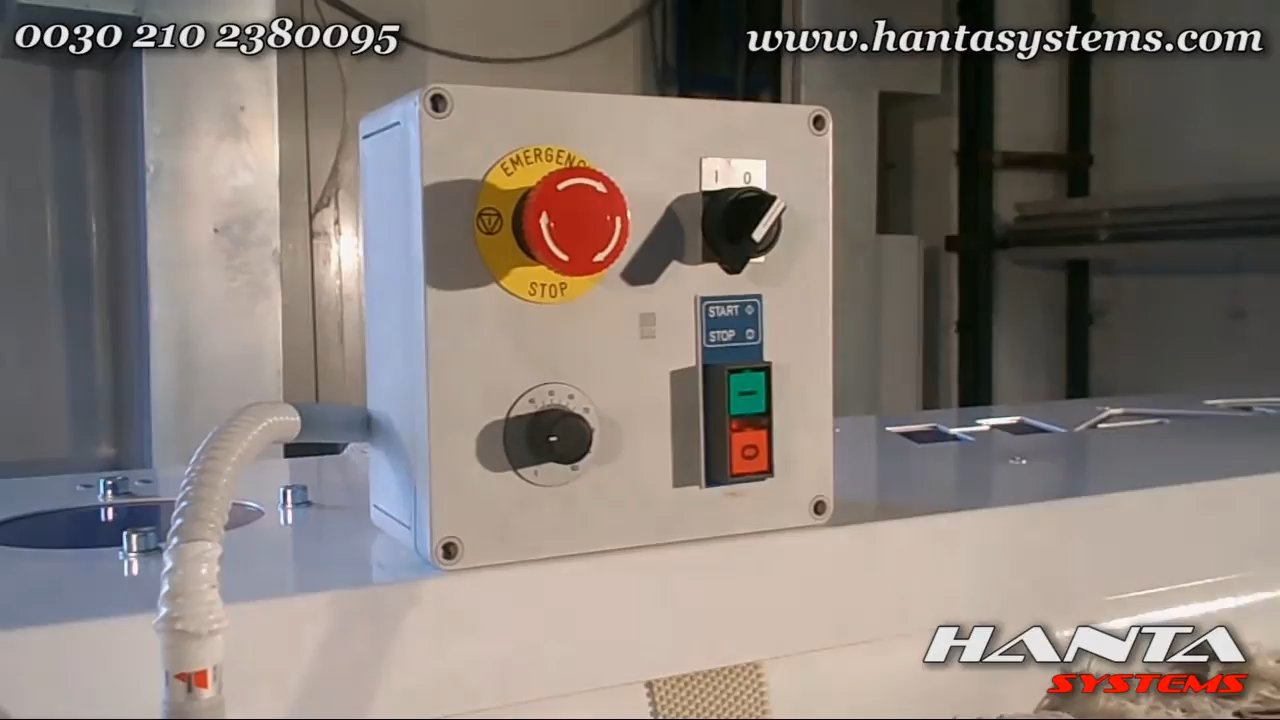 0030 210 2380095
www.hantasystems.com
EMERGENC
STOP
I O
START
STOP
O
HANTA
SYSTEMS